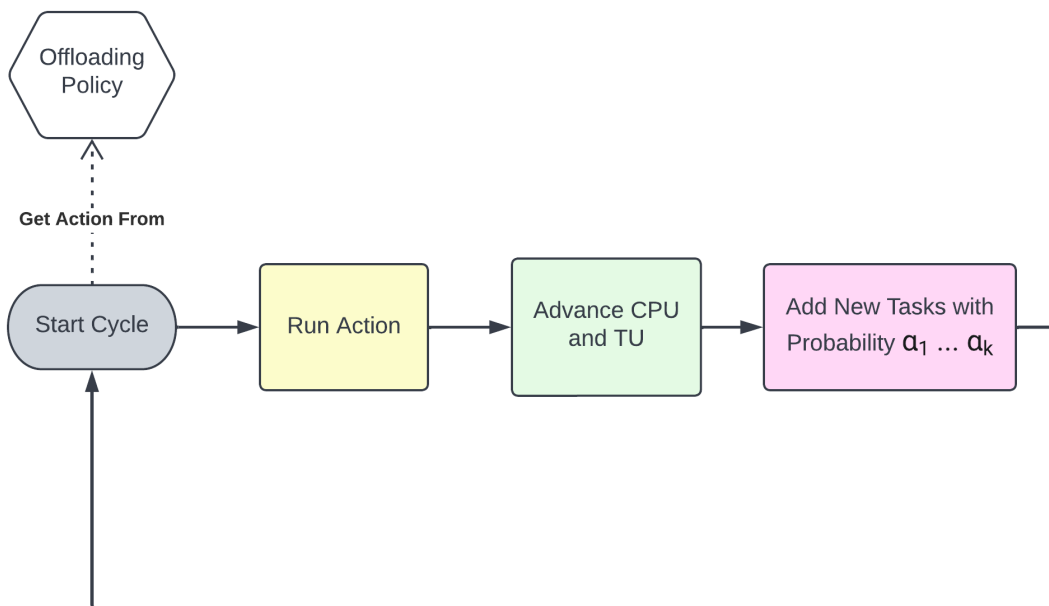 Offloading
Policy
Get Action From
Start Cycle
Run Action
Advance CPU
and TU
Add New Tasks with
Probability α₁ ... αₖ